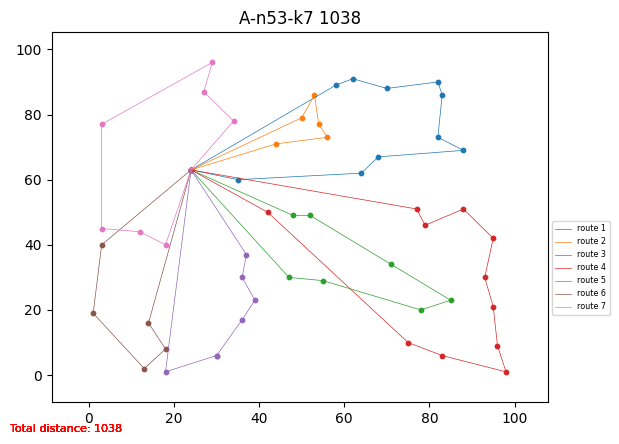 A-n53-k7 1038
100
80
60
40
20
0
0 20 40 60 80 100
route 1
route 2
route 3
route 4
route 5
route 6
route 7
Total distance: 1038